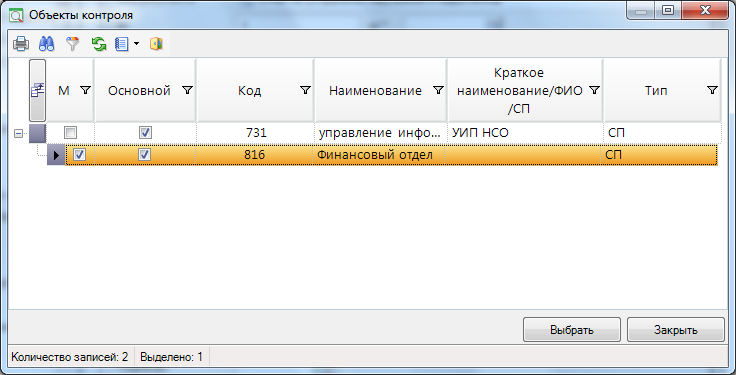 Объекты контроля
М Основной Код Наименование Краткое
наименование/ФИО
/СП Тип
731 управление инфо... УИП НСО СП
816 Финансовый отдел СП
Выбрать Закрыть
Количество записей: 2 Выделено: 1